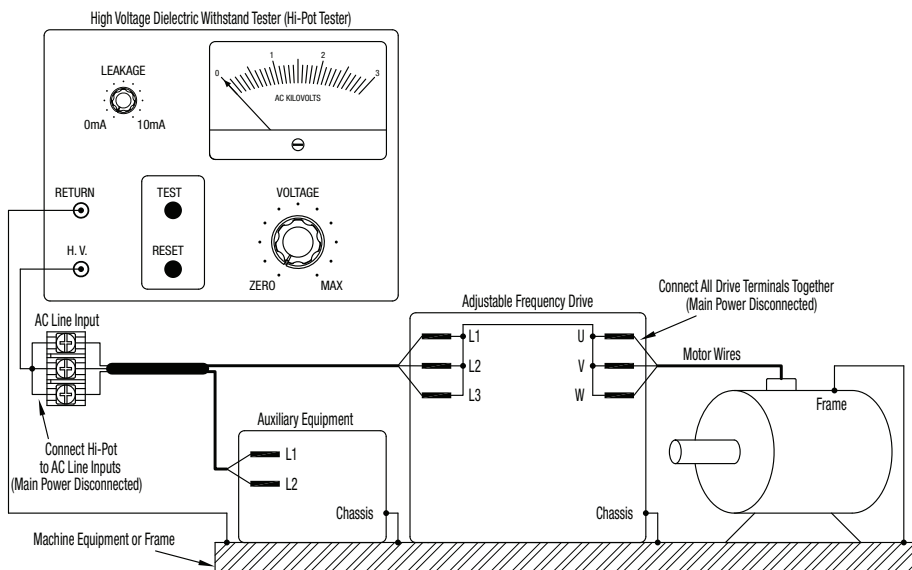 High Voltage Dielectric Withstand Tester (Hi-Pot Tester)
LEAKAGE
0mA 10mA
0 1 2 3
AC KILOVOLTS
RETURN
H. V.
TEST
RESET
VOLTAGE
ZERO MAX
AC Line Input
Connect Hi-Pot
to AC Line Inputs
(Main Power Disconnected)
Machine Equipment or Frame
Auxiliary Equipment
L1
L2
Chassis
Adjustable Frequency Drive
L1
L2
L3
U
V
W
Chassis
Connect All Drive Terminals Together
(Main Power Disconnected)
Motor Wires
Frame